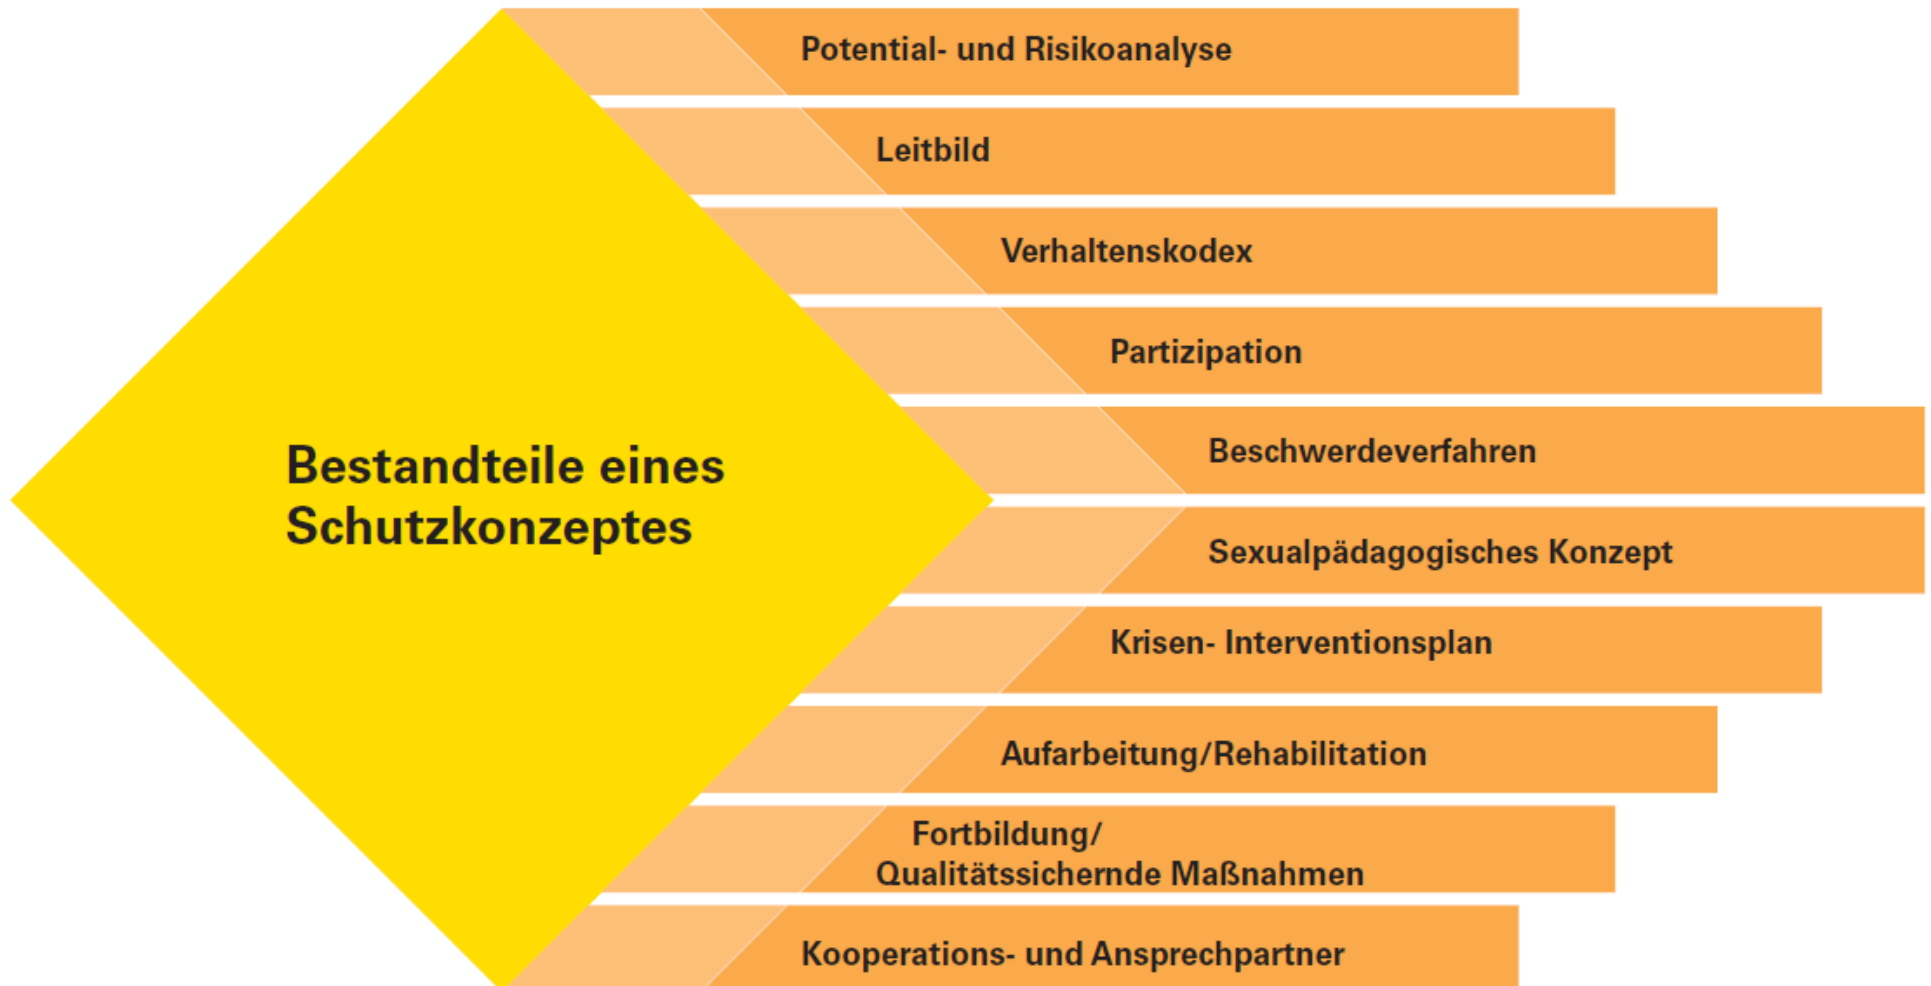 Bestandteile eines
Schutzkonzeptes
Potential- und Risikoanalyse
Leitbild
Verhaltenskodex
Partizipation
Beschwerdeverfahren
Sexualpädagogisches Konzept
Krisen- Interventionsplan
Aufarbeitung/Rehabilitation
Fortbildung/
Qualitätssichernde Maßnahmen
Kooperations- und Ansprechpartner